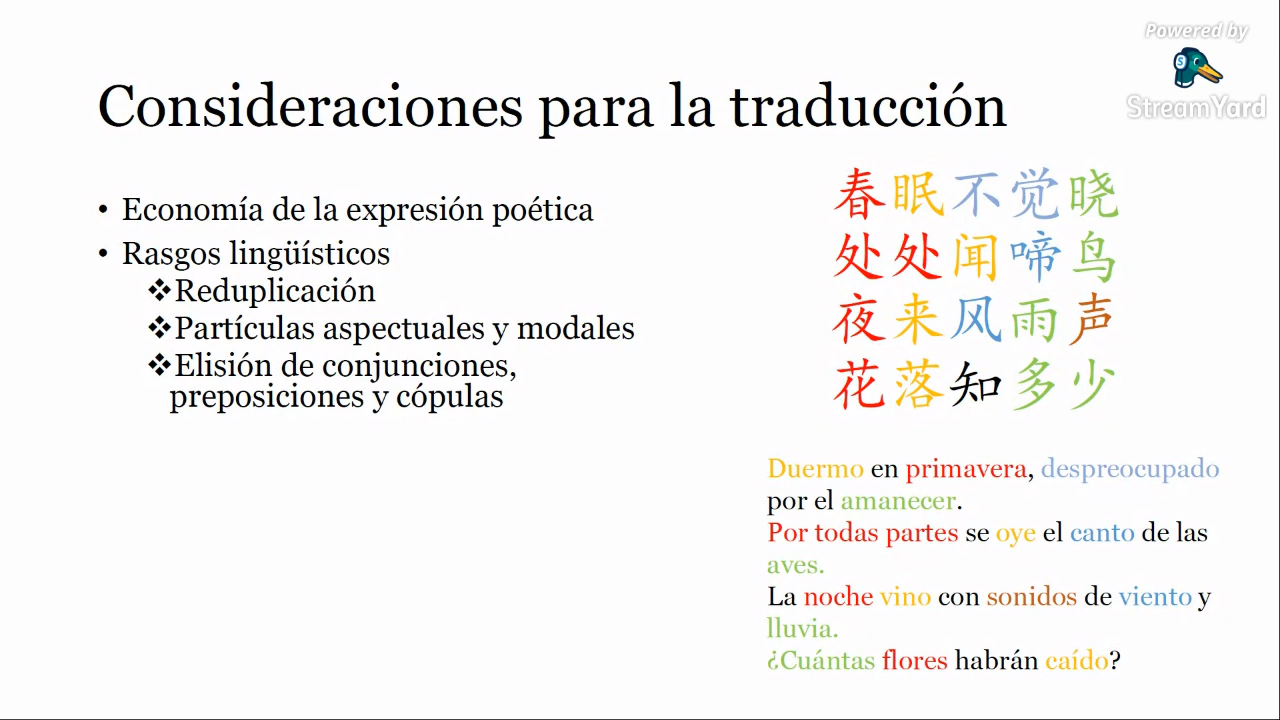 Powered by
StreamYard
Consideraciones para la traducción
• Economía de la expresión poética
• Rasgos lingüísticos
❖Reduplicación
❖Partículas aspectuales y modales
❖Elisión de conjunciones,
preposiciones y cópulas
春眠不觉晓
处处闻啼鸟
夜来风雨声
花落知多少
Duermo en primavera, despreocupado
por el amanecer.
Por todas partes se oye el canto de las
aves.
La noche vino con sonidos de viento y
lluvia.
¿Cuántas flores habrán caído?